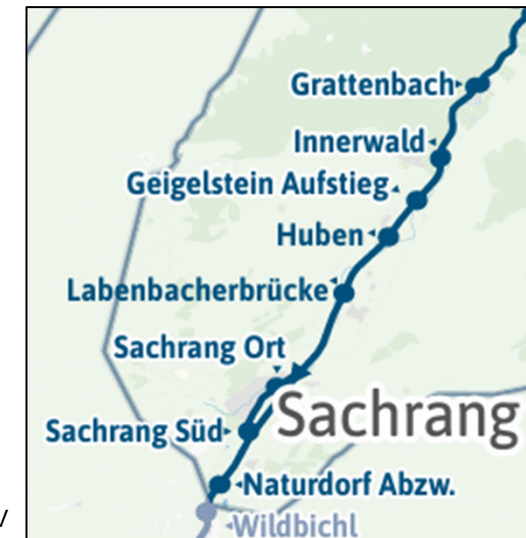 Grattenbach
Innerwald
Geigelstein Aufstieg
Huben
Labenbacherbrücke
Sachrang Ort
Sachrang
Sachrang Süd
Naturdorf Abzw.
/
Wildbichl